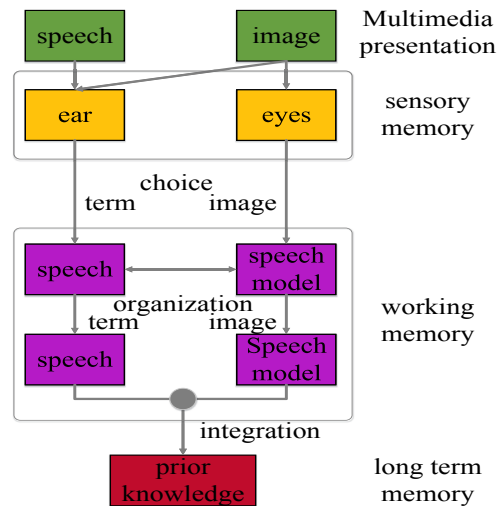 speech
image
Multimedia
presentation
ear
eyes
sensory
memory
choice
term
image
speech
speech
model
organization
term
image
working
memory
speech
Speech
model
integration
prior
knowledge
long term
memory